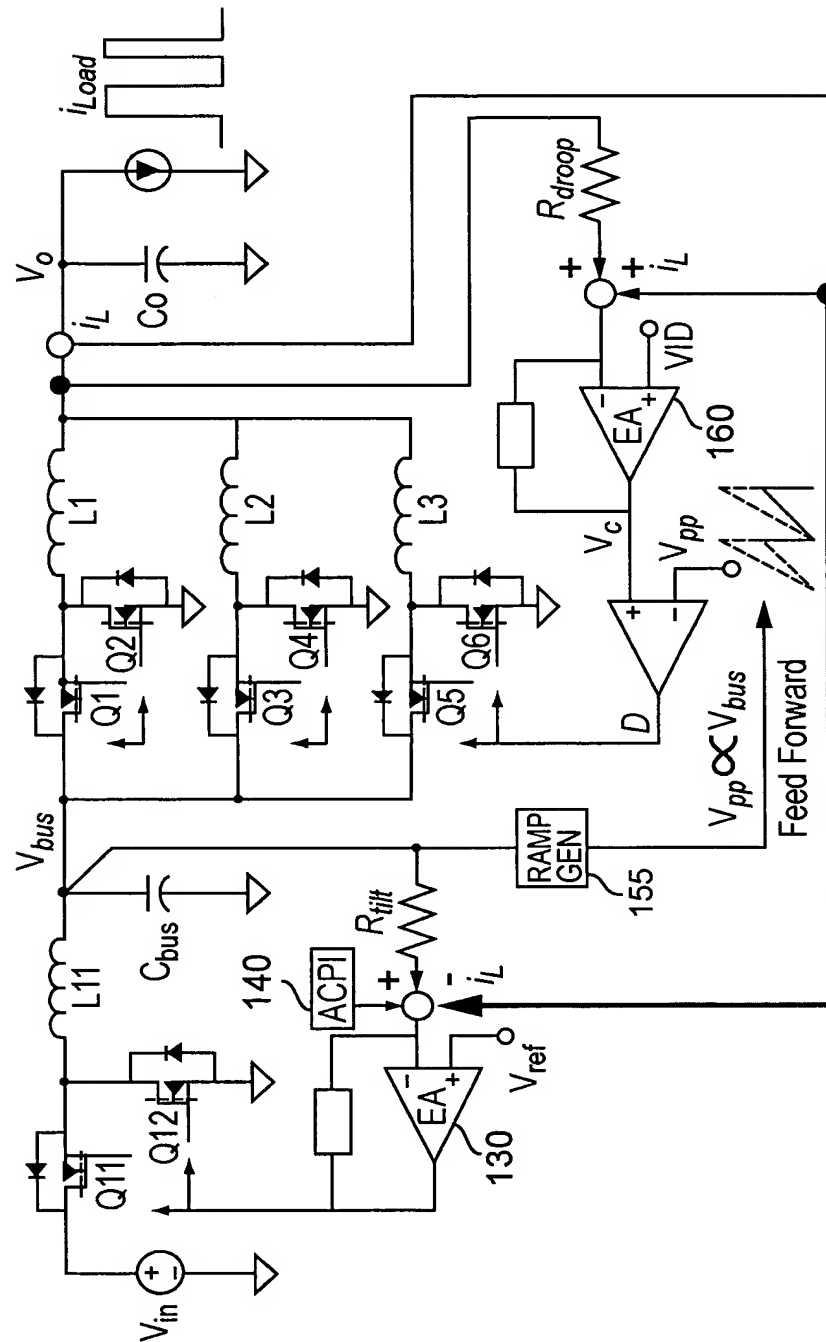 V_in
Q11
Q12
L11
C_bus
V_bus
Q1
Q2
L1
Q3
Q4
L2
Q5
Q6
L3
i_L
V_o
Co
i_Load
140
ACPI
R_tilt
+
-
i_L
EA
-
+
V_ref
130
RAMP
GEN
155
V_pp ∝ V_bus
Feed Forward
D
+
-
V_c
V_pp
EA
-
+
VID
160
R_droop
+
+
i_L